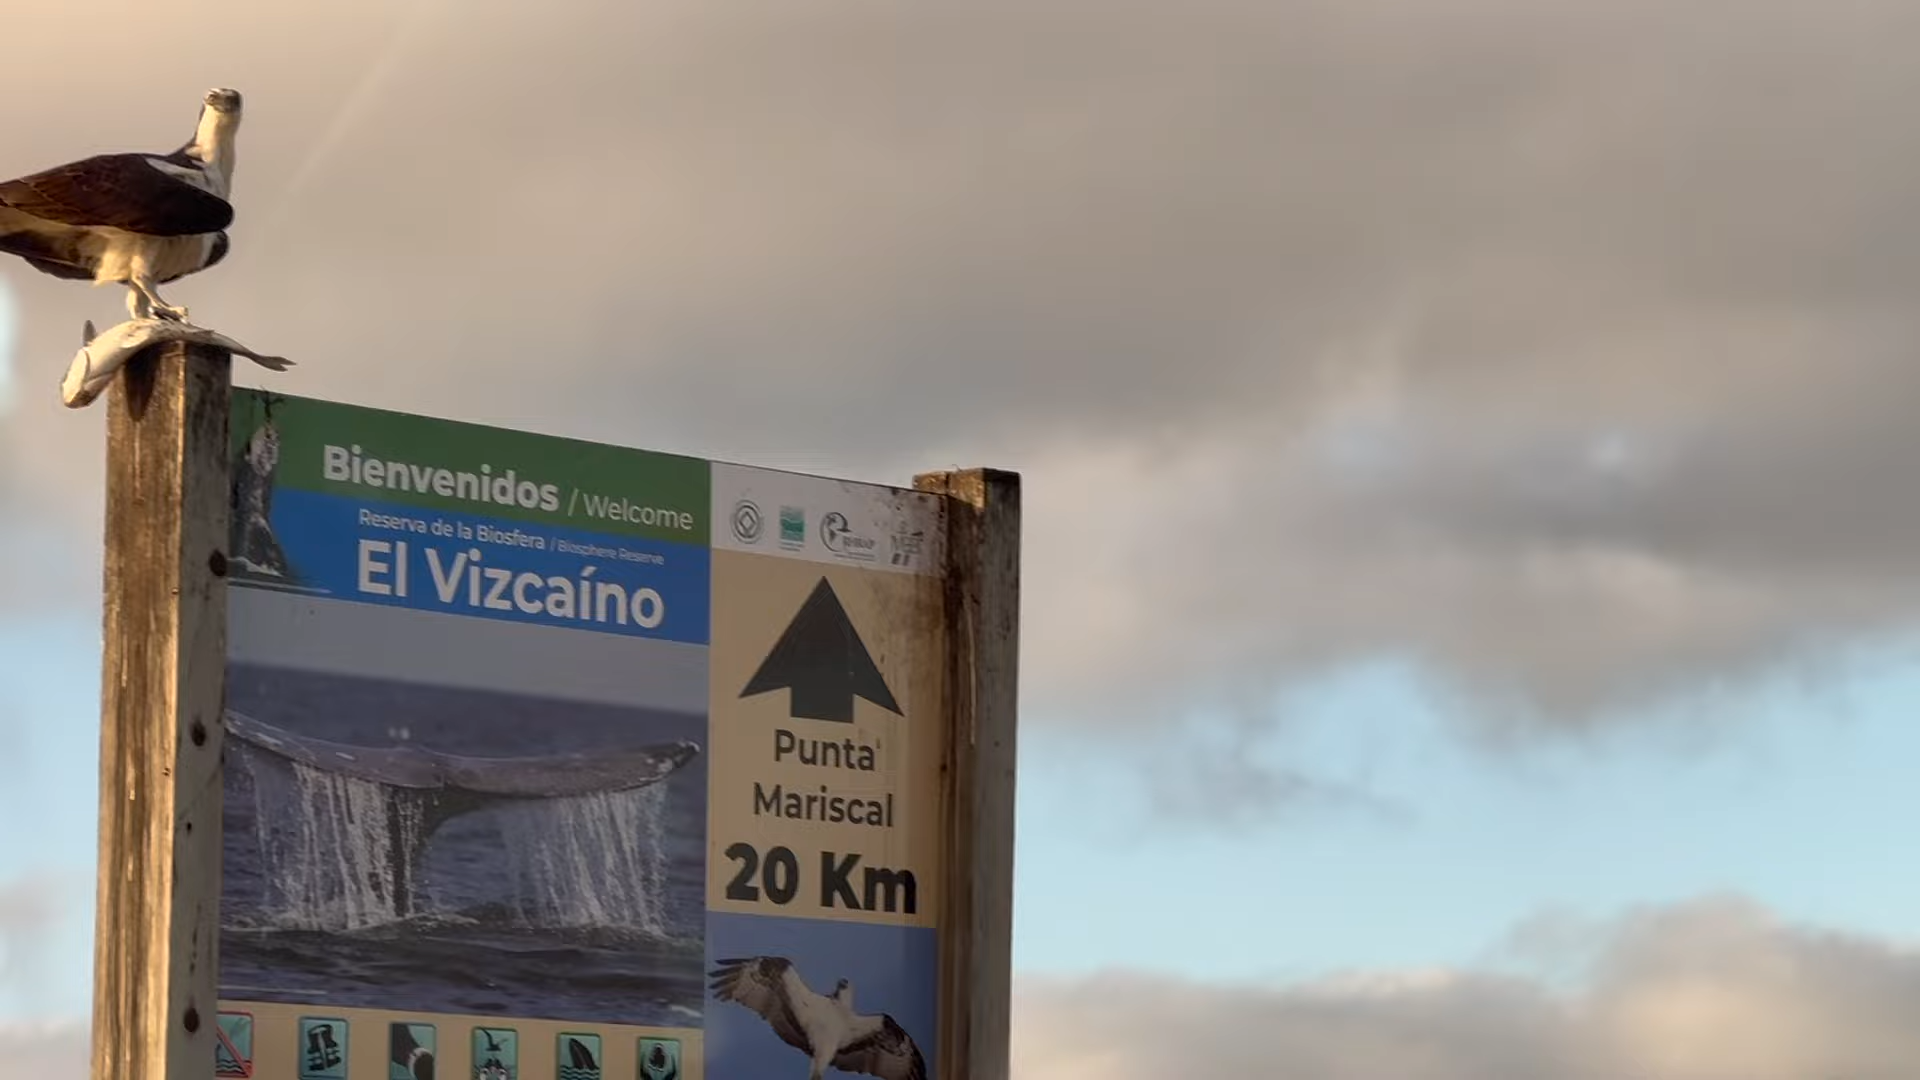 Bienvenidos / Welcome
Reserva de la Biosfera / Biosphere Reserve
El Vizcaíno
Punta
Mariscal
20 Km